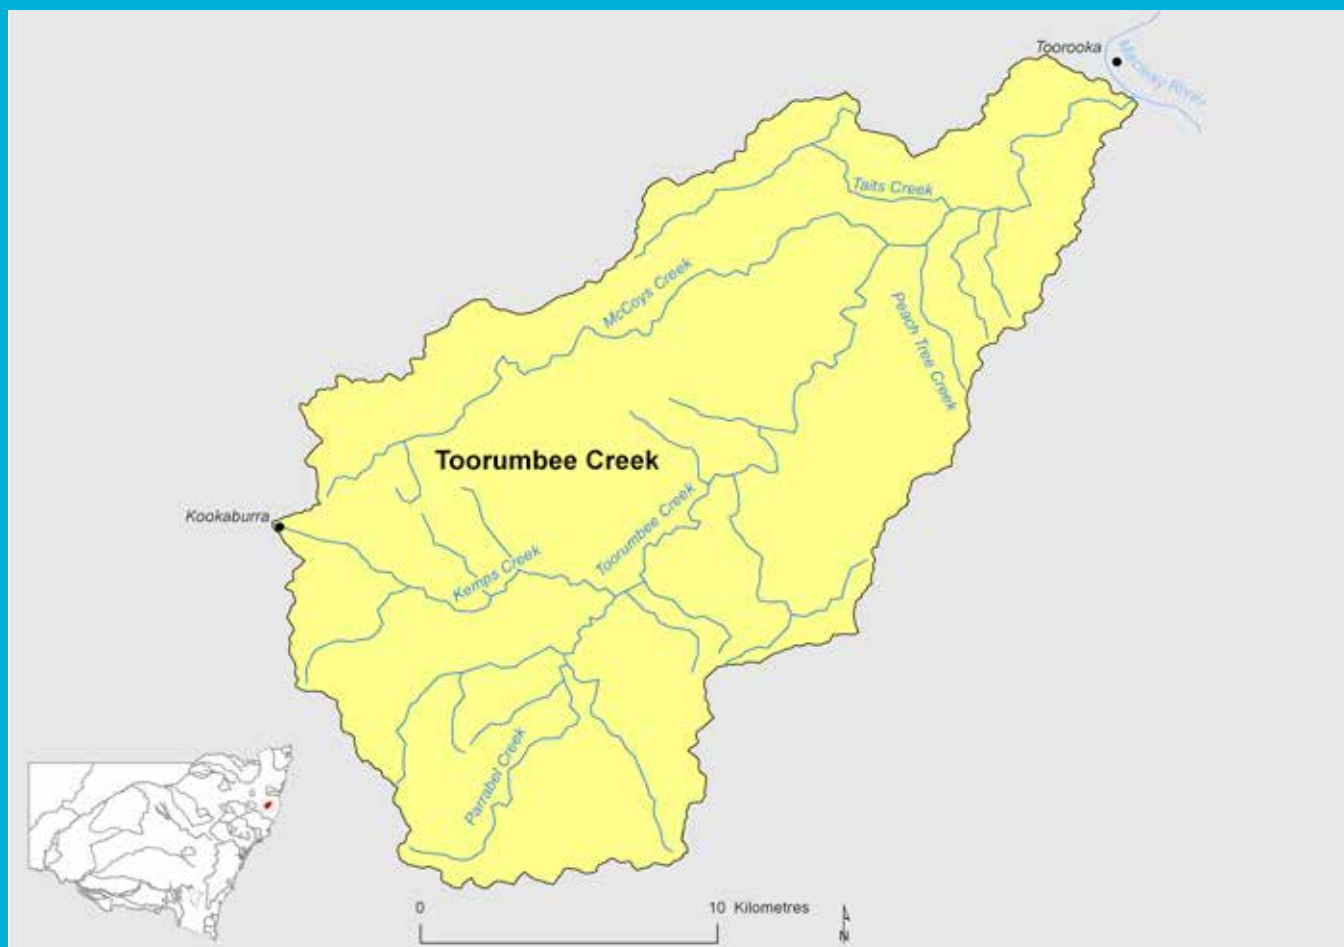 Toorooka
Macleay River
Taits Creek
McCoys Creek
Peach Tree Creek
Toorumbee Creek
Kookaburra
Toorumbee Creek
Kemps Creek
Parrabel Creek
0
10 Kilometres
N